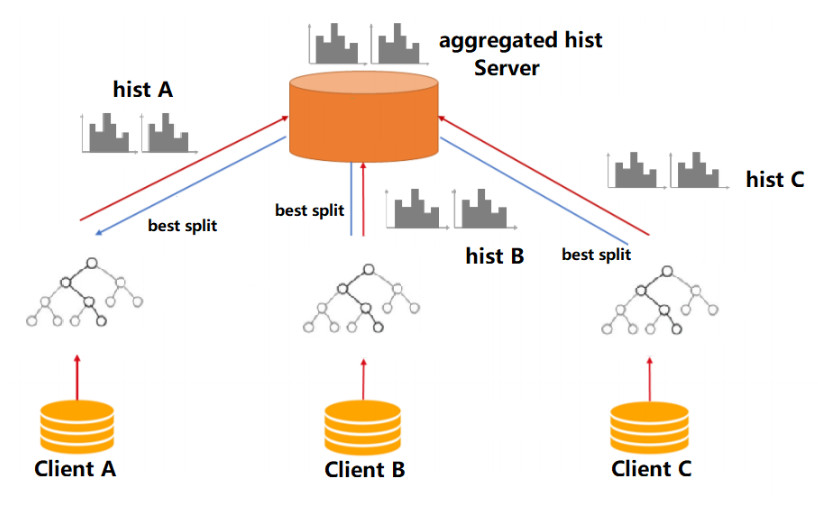 aggregated hist
Server
hist A
hist C
best split
best split
hist B
best split
Client A
Client B
Client C